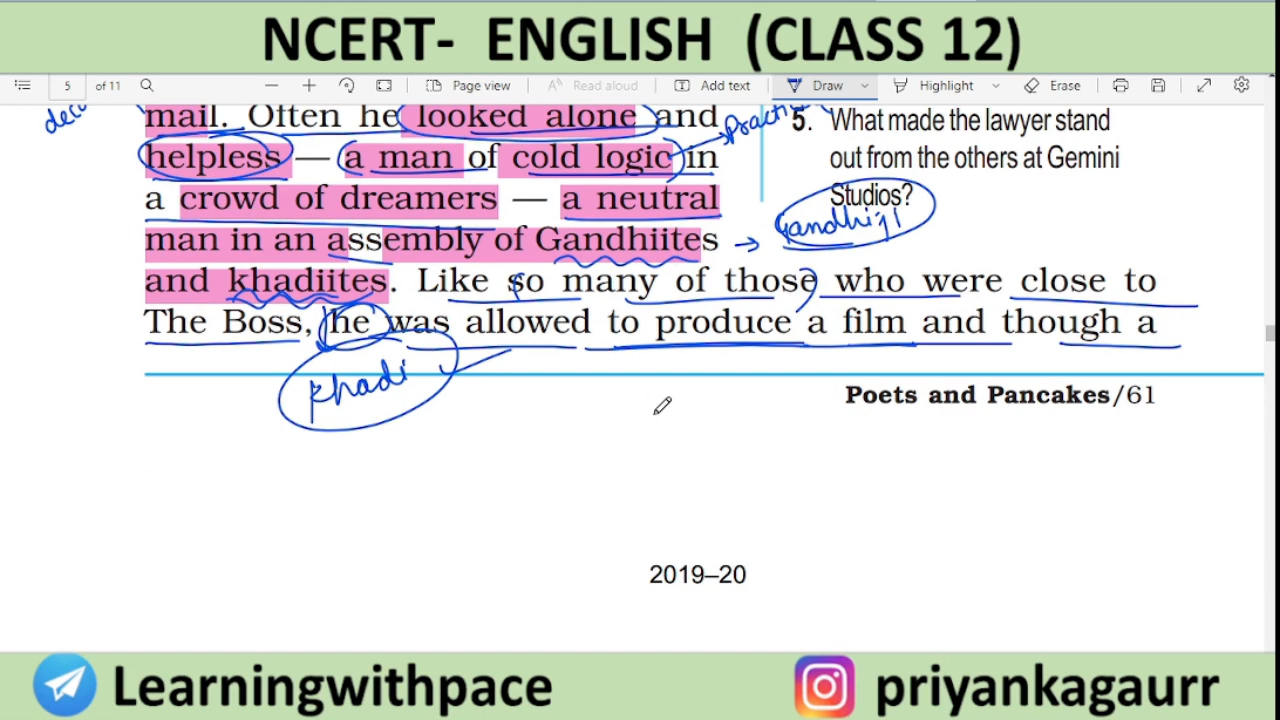 NCERT- ENGLISH (CLASS 12)
5 of 11 Page view Read aloud Add text Draw Highlight Erase
mail. Often he looked alone and
helpless — a man of cold logic in
a crowd of dreamers — a neutral
man in an assembly of Gandhiites
and khadiites. Like so many of those who were close to
The Boss, he was allowed to produce a film and though a
5. What made the lawyer stand
out from the others at Gemini
Studios?
Gandhiji
khadi
Poets and Pancakes/61
2019–20
Learningwithpace
priyankagaurr